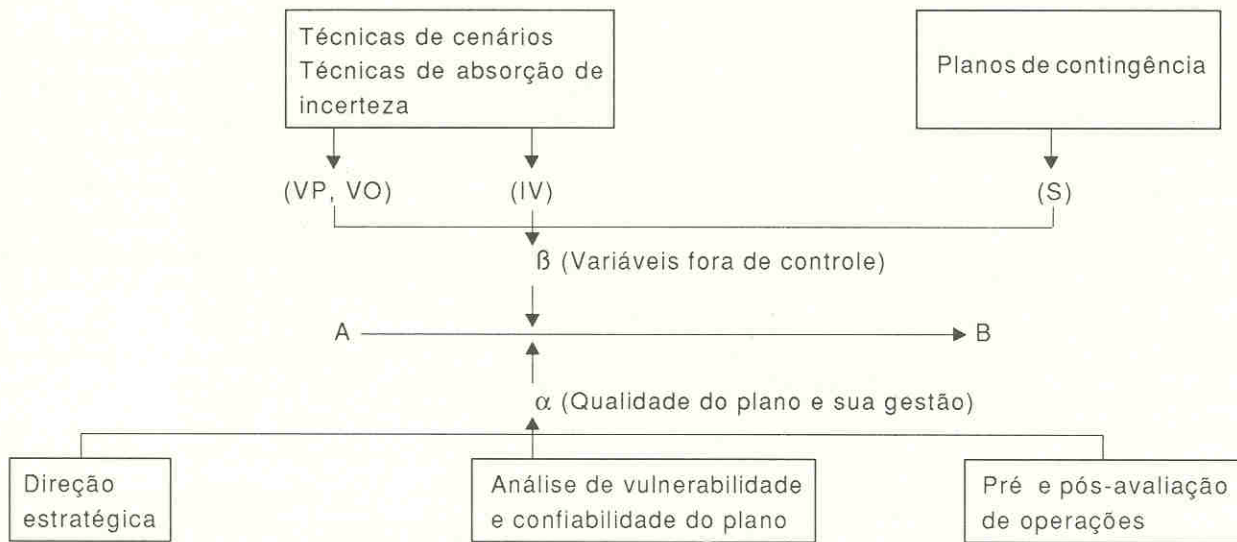 Técnicas de cenários
Técnicas de absorção de
incerteza
Planos de contingência
(VP, VO)
(IV)
(S)
ß (Variáveis fora de controle)
A
B
α (Qualidade do plano e sua gestão)
Direção
estratégica
Análise de vulnerabilidade
e confiabilidade do plano
Pré e pós-avaliação
de operações